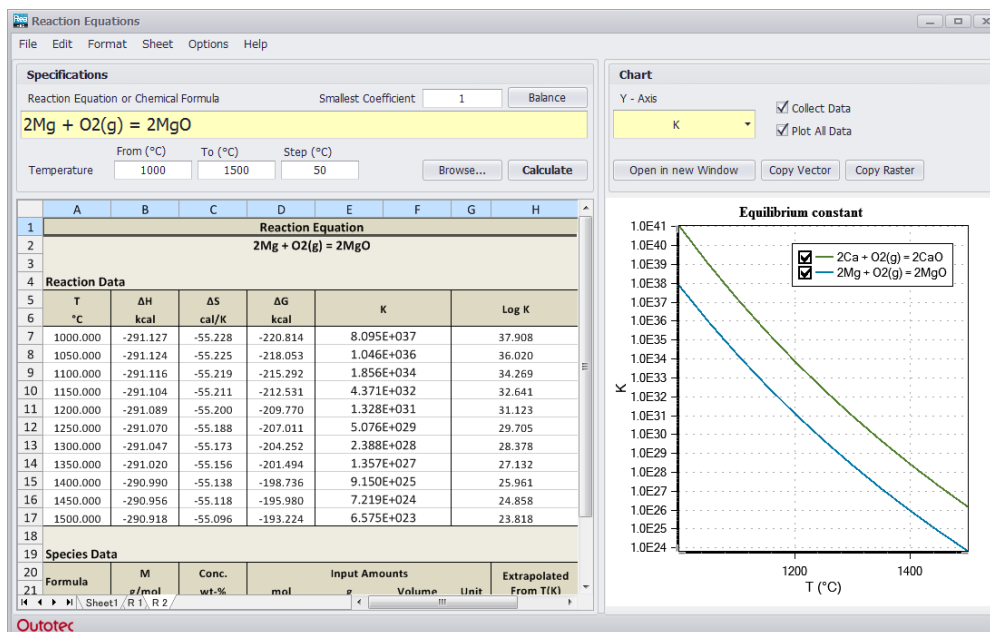 Reaction Equations
File Edit Format Sheet Options Help
Specifications
Reaction Equation or Chemical Formula Smallest Coefficient 1 Balance
2Mg + O2(g) = 2MgO
From (°C) To (°C) Step (°C)
Temperature 1000 1500 50 Browse... Calculate
Chart
Y - Axis
K
Collect Data
Plot All Data
Open in new Window Copy Vector Copy Raster
A B C D E F G H
1 Reaction Equation
2 2Mg + O2(g) = 2MgO
3
4 Reaction Data
5 T ΔH ΔS ΔG K Log K
6 °C kcal cal/K kcal
7 1000.000 -291.127 -55.228 -220.814 8.095E+037 37.908
8 1050.000 -291.124 -55.225 -218.053 1.046E+036 36.020
9 1100.000 -291.116 -55.219 -215.292 1.856E+034 34.269
10 1150.000 -291.104 -55.211 -212.531 4.371E+032 32.641
11 1200.000 -291.089 -55.200 -209.770 1.328E+031 31.123
12 1250.000 -291.070 -55.188 -207.011 5.076E+029 29.705
13 1300.000 -291.047 -55.173 -204.252 2.388E+028 28.378
14 1350.000 -291.020 -55.156 -201.494 1.357E+027 27.132
15 1400.000 -290.990 -55.138 -198.736 9.150E+025 25.961
16 1450.000 -290.956 -55.118 -195.980 7.219E+024 24.858
17 1500.000 -290.918 -55.096 -193.224 6.575E+023 23.818
18
19 Species Data
20 Formula M Conc. Input Amounts Extrapolated
21 g/mol wt-% mol g Volume Unit From T(K)
Sheet1 R 1 R 2
Outotec
Equilibrium constant
1.0E41
1.0E40
1.0E39
1.0E38
1.0E37
1.0E36
1.0E35
1.0E34
1.0E33
1.0E32
1.0E31
1.0E30
1.0E29
1.0E28
1.0E27
1.0E26
1.0E25
1.0E24
K
2Ca + O2(g) = 2CaO
2Mg + O2(g) = 2MgO
1200 1400
T (°C)